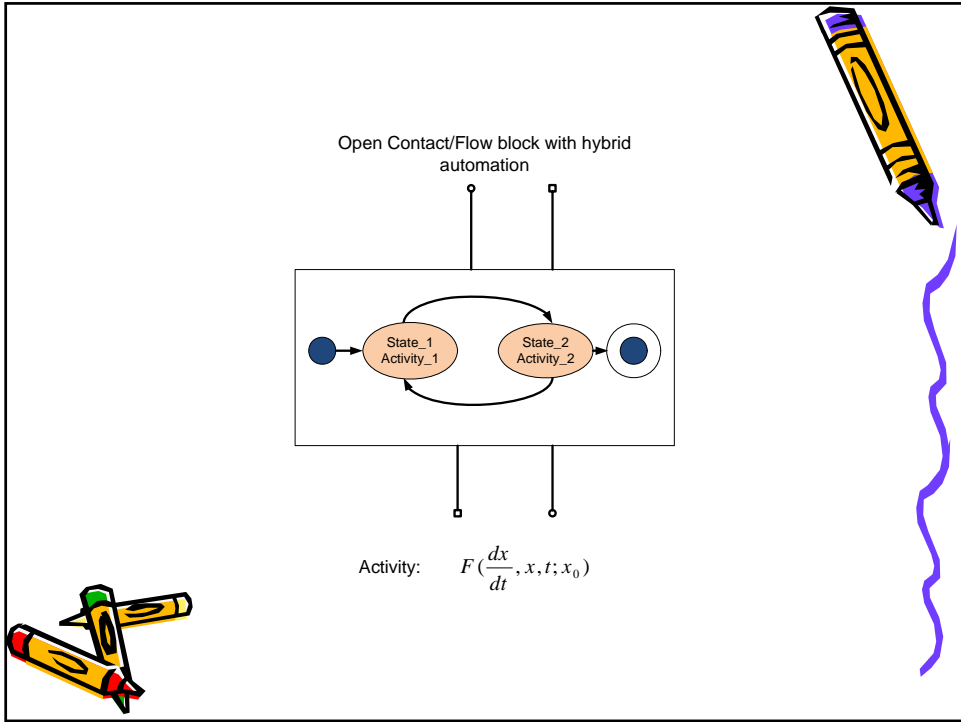 Open Contact/Flow block with hybrid
automation
State_1
Activity_1
State_2
Activity_2
Activity: F(dx/dt, x, t; x₀)